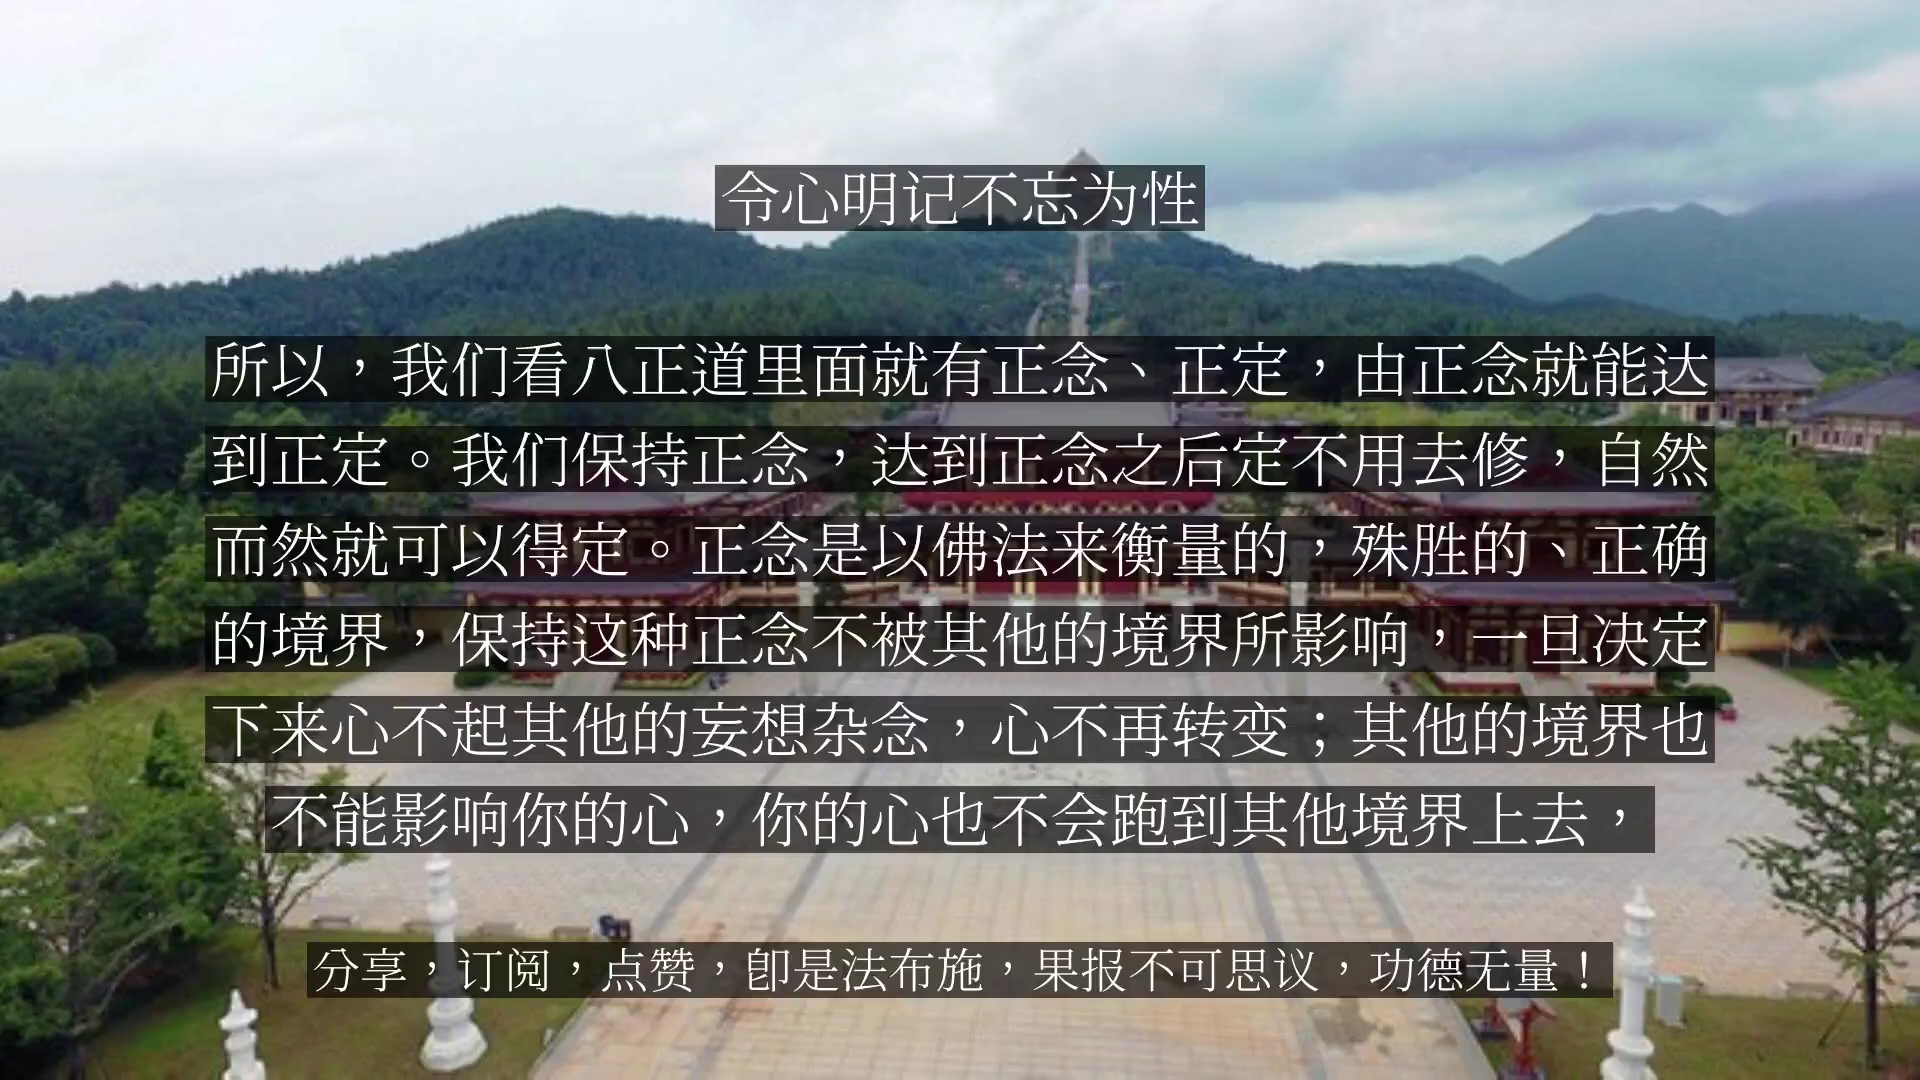 令心明记不忘为性
所以，我们看八正道里面就有正念、正定，由正念就能达
到正定。我们保持正念，达到正念之后定不用去修，自然
而然就可以得定。正念是以佛法来衡量的，殊胜的、正确
的境界，保持这种正念不被其他的境界所影响，一旦决定
下来心不起其他的妄想杂念，心不再转变；其他的境界也
不能影响你的心，你的心也不会跑到其他境界上去，
分享，订阅，点赞，卽是法布施，果报不可思议，功德无量！